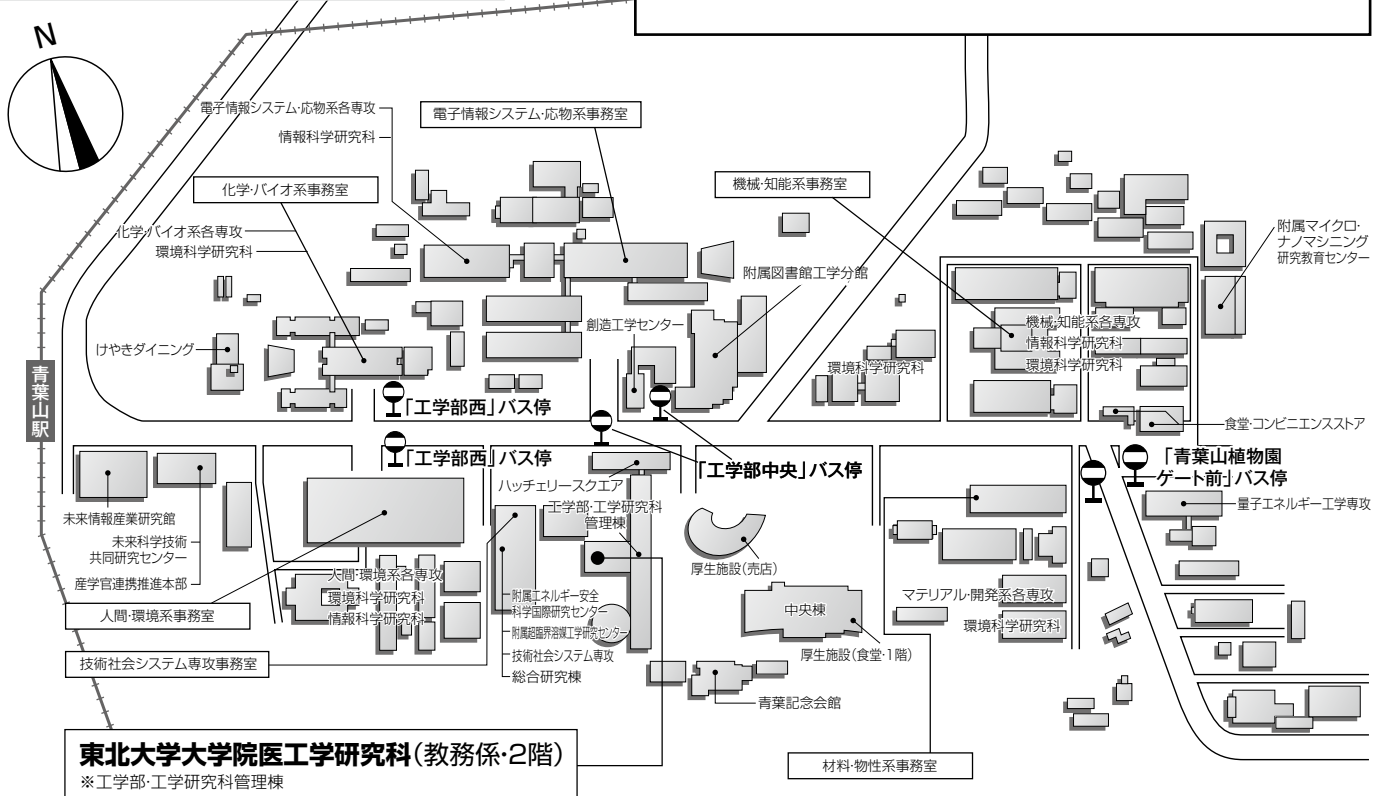 N
電子情報システム・応物系各専攻
情報科学研究科
電子情報システム・応物系事務室
化学・バイオ系事務室
化学・バイオ系各専攻
環境科学研究科
機械・知能系事務室
附属マイクロ・
ナノマシニング
研究教育センター
附属図書館工学分館
創造工学センター
けやきダイニング
機械・知能系各専攻
情報科学研究科
環境科学研究科
環境科学研究科
青葉山駅
「工学部西」バス停
食堂・コンビニエンスストア
「工学部西」バス停
「工学部中央」バス停
「青葉山植物園
ゲート前」バス停
ハッチェリースクエア
工学部・工学研究科
管理棟
量子エネルギー工学専攻
未来情報産業研究館
未来科学技術
共同研究センター
産学官連携推進本部
厚生施設(売店)
人間・環境系各専攻
環境科学研究科
情報科学研究科
人間・環境系事務室
附属エネルギー安全
科学国際研究センター
附属超臨界溶媒工学研究センター
技術社会システム専攻
総合研究棟
中央棟
マテリアル・開発系各専攻
環境科学研究科
厚生施設(食堂・1階)
技術社会システム専攻事務室
青葉記念会館
東北大学大学院医工学研究科(教務係・2階)
※工学部・工学研究科管理棟
材料・物性系事務室